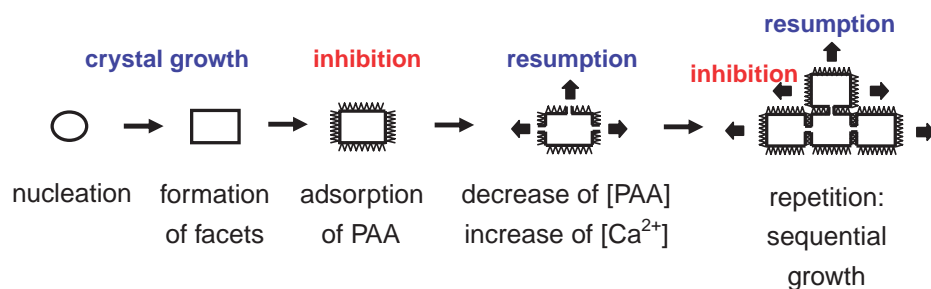 resumption
crystal growth inhibition resumption inhibition
nucleation formation adsorption decrease of [PAA] repetition:
of facets of PAA increase of [Ca²⁺] sequential
growth